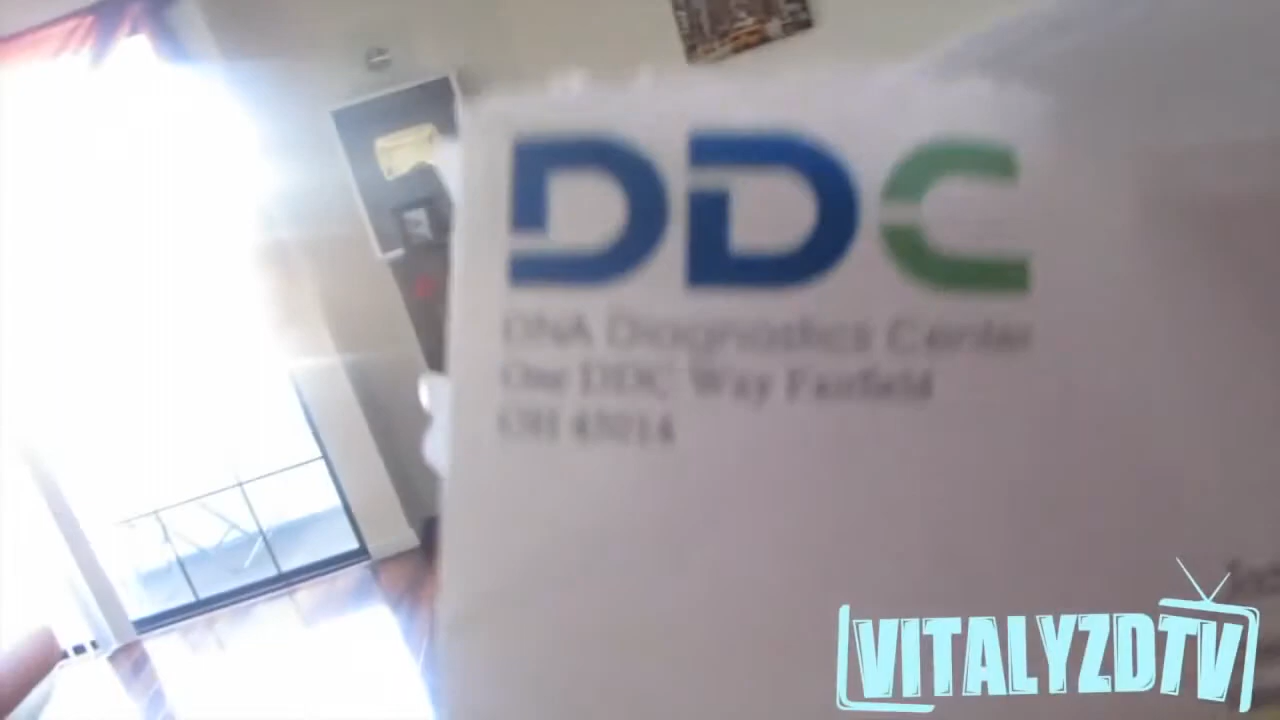 DDC
DNA Diagnostics Center
One DDC Way Fairfield
OH 45014
VITALYZDTV